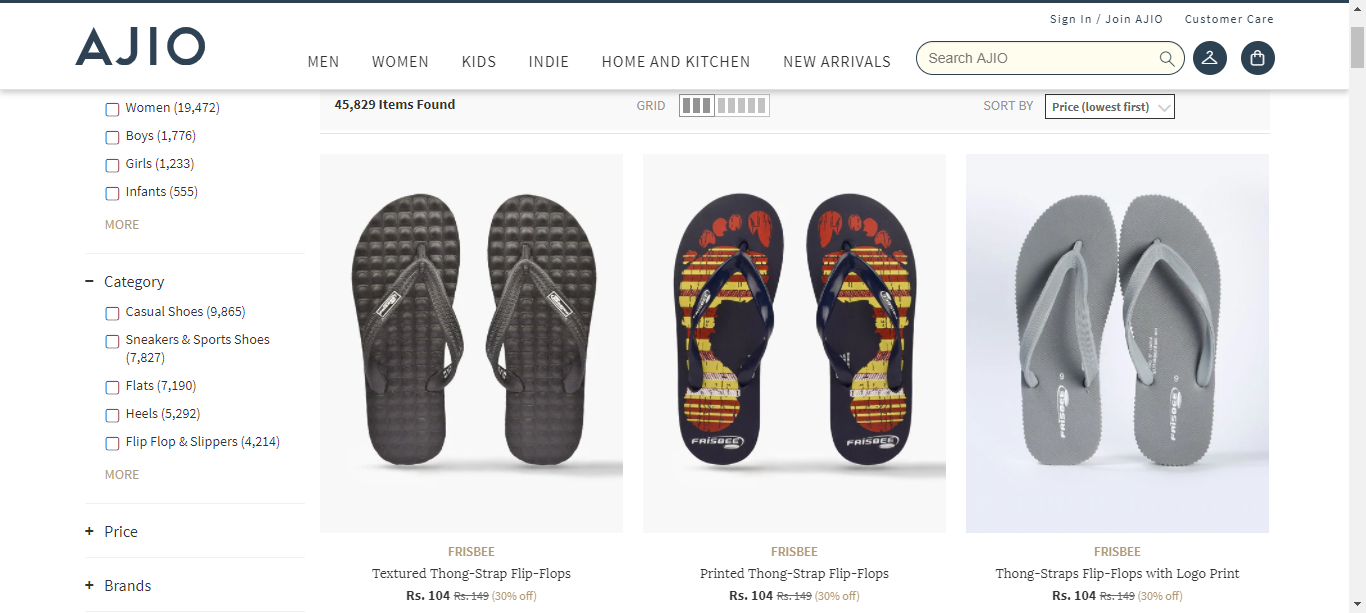 Sign In / Join AJIO Customer Care
AJIO
MEN WOMEN KIDS INDIE HOME AND KITCHEN NEW ARRIVALS
Search AJIO
Women (19,472)
Boys (1,776)
Girls (1,233)
Infants (555)
MORE
− Category
Casual Shoes (9,865)
Sneakers & Sports Shoes
(7,827)
Flats (7,190)
Heels (5,292)
Flip Flop & Slippers (4,214)
MORE
+ Price
+ Brands
45,829 Items Found
GRID
SORT BY Price (lowest first)
FRISBEE
FRISBEE
FRISBEE
FRISBEE
FRISBEE
Textured Thong-Strap Flip-Flops
Rs. 104 Rs. 149 (30% off)
FRISBEE
Printed Thong-Strap Flip-Flops
Rs. 104 Rs. 149 (30% off)
FRISBEE
Thong-Straps Flip-Flops with Logo Print
Rs. 104 Rs. 149 (30% off)